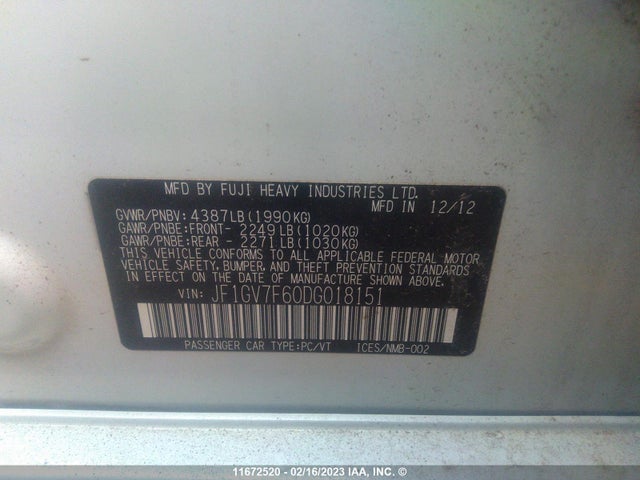 MFD BY FUJI HEAVY INDUSTRIES LTD.
MFD IN 12/12
GVWR/PNBV: 4387LB(1990KG)
GAWR/PNBE:FRONT- 2249LB(1020KG)
GAWR/PNBE:REAR - 2271LB(1030KG)
THIS VEHICLE CONFORMS TO ALL APPLICABLE FEDERAL MOTOR
VEHICLE SAFETY, BUMPER, AND THEFT PREVENTION STANDARDS
IN EFFECT ON THE DATE OF MANUFACTURE SHOWN ABOVE.
VIN: JF1GV7F60DG018151
PASSENGER CAR TYPE:PC/VT ICES/NMB-002
11672520 - 02/16/2023 IAA, INC. ©